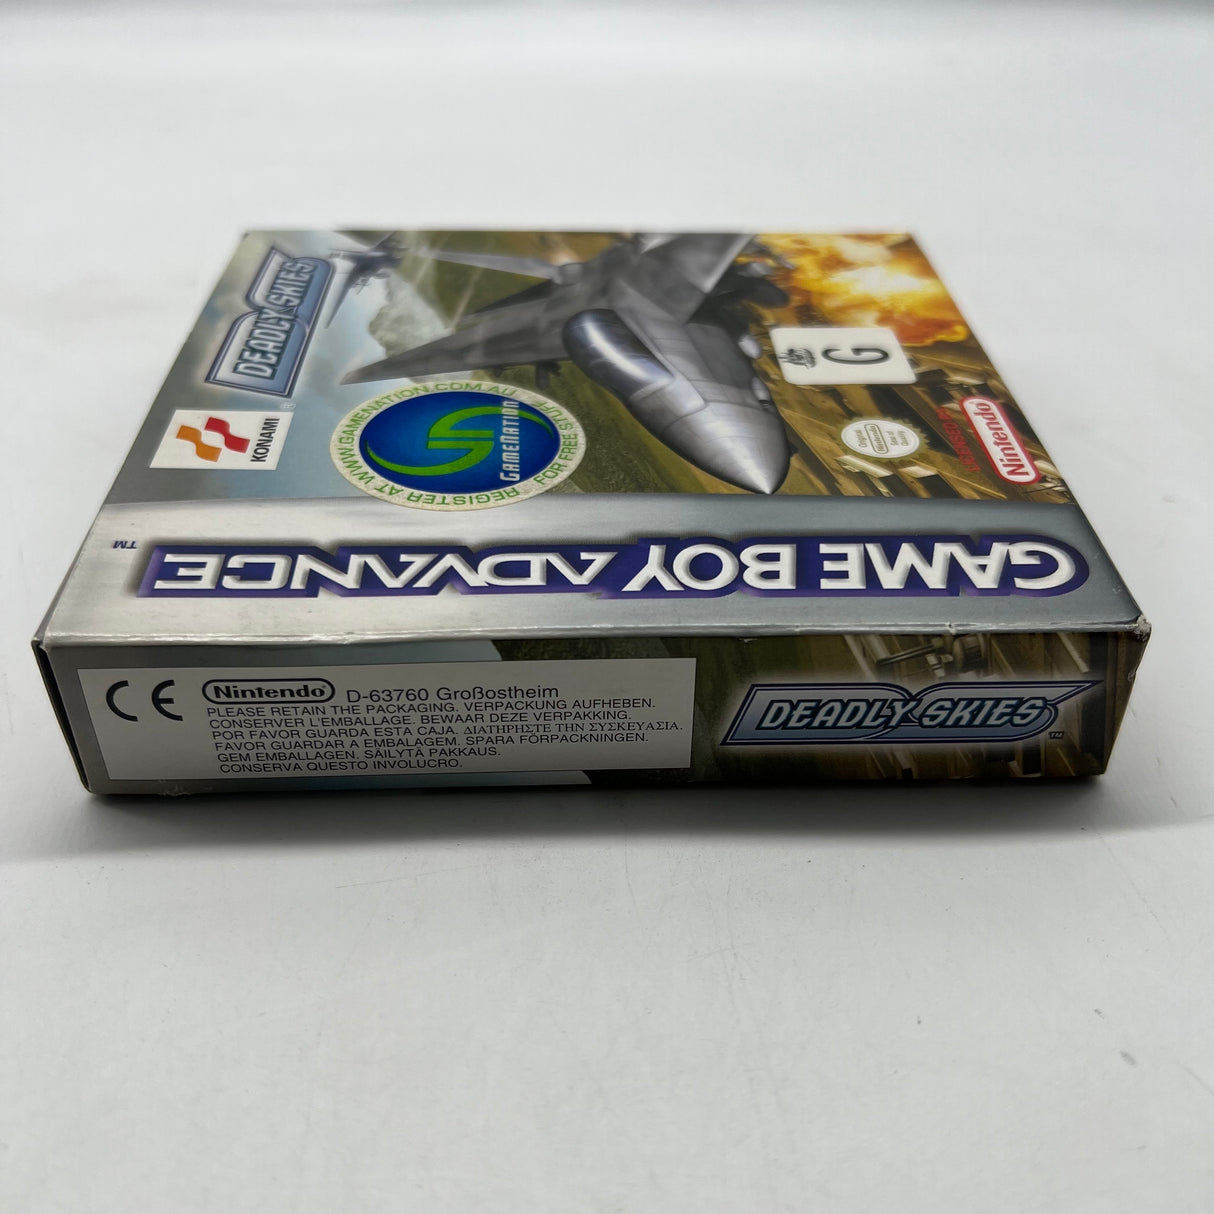 DEADLY SKIES
KONAMI
REGISTER AT WWW.GAMENATION.COM.AU
FOR FREE STUFF
GN
GAMENATION
G
Original
Nintendo
Seal of
Quality
LICENSED BY
Nintendo
GAME BOY ADVANCE
TM
CE
Nintendo D-63760 Großostheim
PLEASE RETAIN THE PACKAGING. VERPACKUNG AUFHEBEN.
CONSERVER L'EMBALLAGE. BEWAAR DEZE VERPAKKING.
POR FAVOR GUARDA ESTA CAJA. ΔΙΑΤΗΡΗΣΤΕ ΤΗΝ ΣΥΣΚΕΥΑΣΙΑ.
FAVOR GUARDAR A EMBALAGEM. SPARA FÖRPACKNINGEN.
GEM EMBALLAGEN. SÄILYTÄ PAKKAUS.
CONSERVA QUESTO INVOLUCRO.
DEADLY SKIES
TM